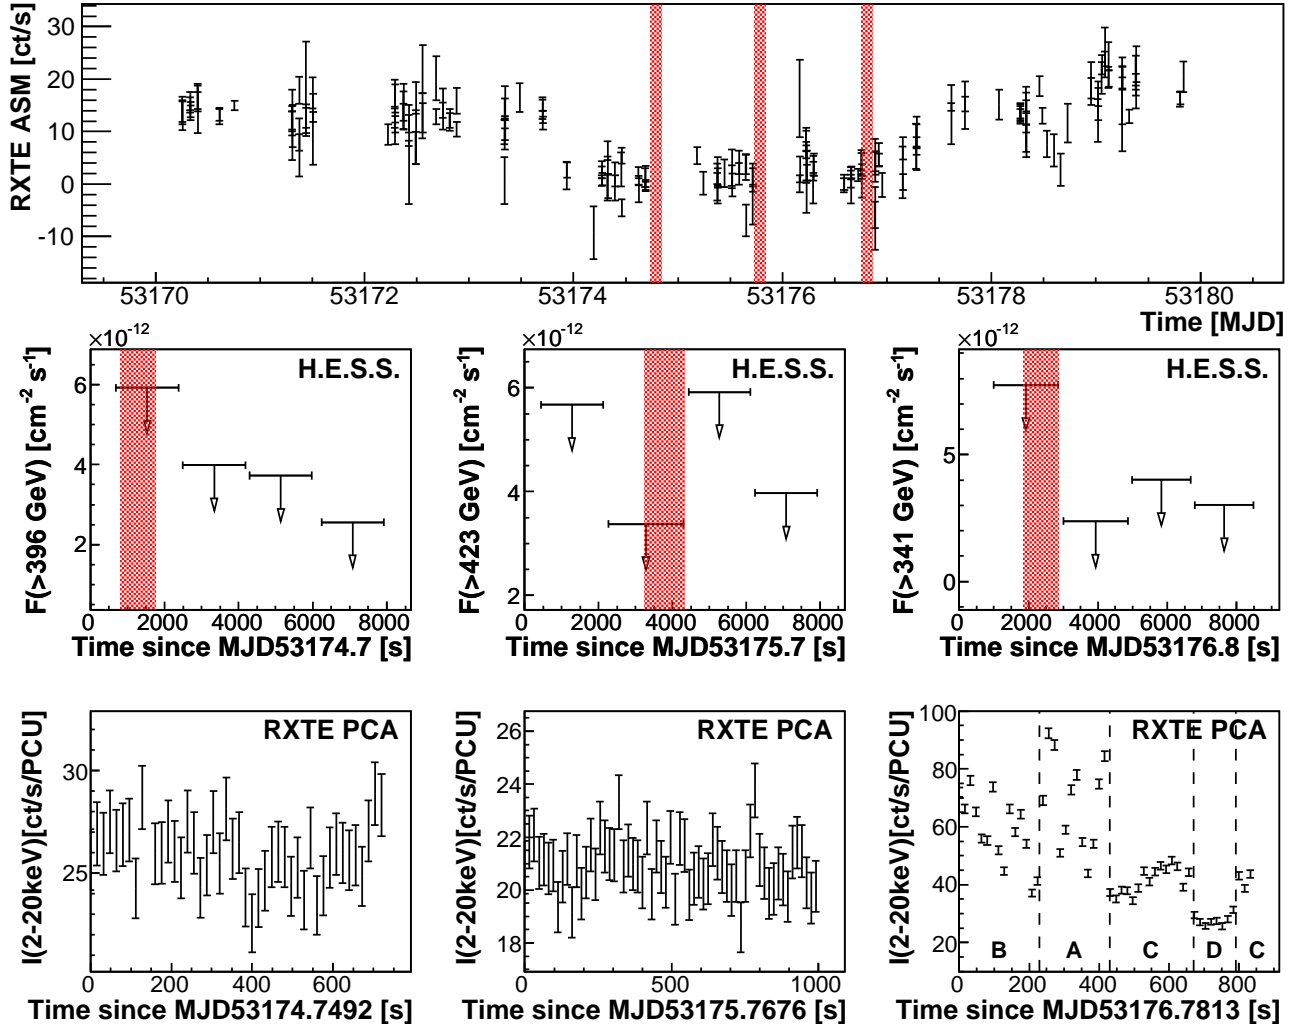 RXTE ASM [ct/s]
30
20
10
0
-10
53170 53172 53174 53176 53178 53180
Time [MJD]
×10⁻¹² ×10⁻¹² ×10⁻¹²
H.E.S.S. H.E.S.S. H.E.S.S.
F(>396 GeV) [cm⁻² s⁻¹]
6
4
2
0 2000 4000 6000 8000
Time since MJD53174.7 [s]
F(>423 GeV) [cm⁻² s⁻¹]
6
4
2
0 2000 4000 6000 8000
Time since MJD53175.7 [s]
F(>341 GeV) [cm⁻² s⁻¹]
5
0
0 2000 4000 6000 8000
Time since MJD53176.8 [s]
RXTE PCA
I(2-20keV)[ct/s/PCU]
30
25
0 200 400 600
Time since MJD53174.7492 [s]
RXTE PCA
I(2-20keV)[ct/s/PCU]
26
24
22
20
18
0 500 1000
Time since MJD53175.7676 [s]
RXTE PCA
I(2-20keV)[ct/s/PCU]
100
80
60
40
20
B A C D C
0 200 400 600 800
Time since MJD53176.7813 [s]